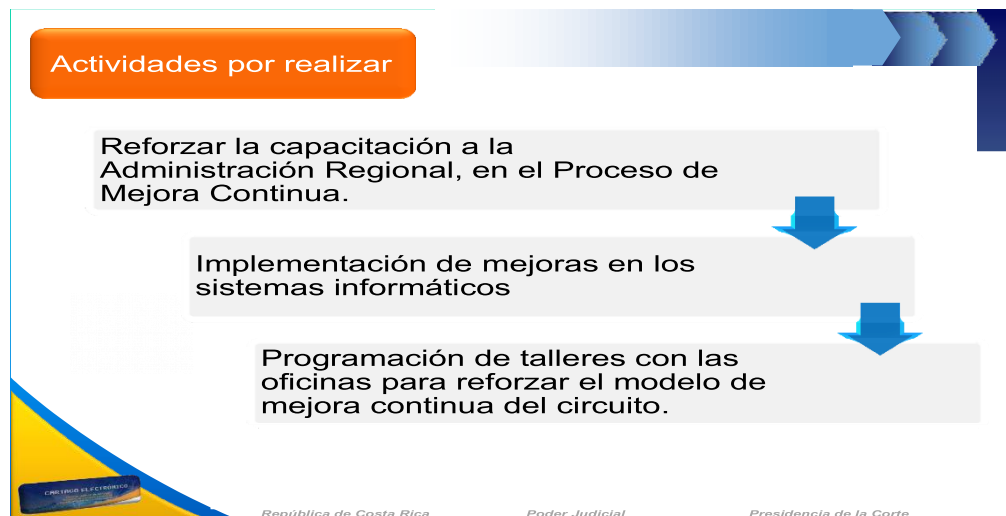 Actividades por realizar
Reforzar la capacitación a la
Administración Regional, en el Proceso de
Mejora Continua.
Implementación de mejoras en los
sistemas informáticos
Programación de talleres con las
oficinas para reforzar el modelo de
mejora continua del circuito.
CARTAGO ELECTRÓNICO
República de Costa Rica Poder Judicial Presidencia de la Corte